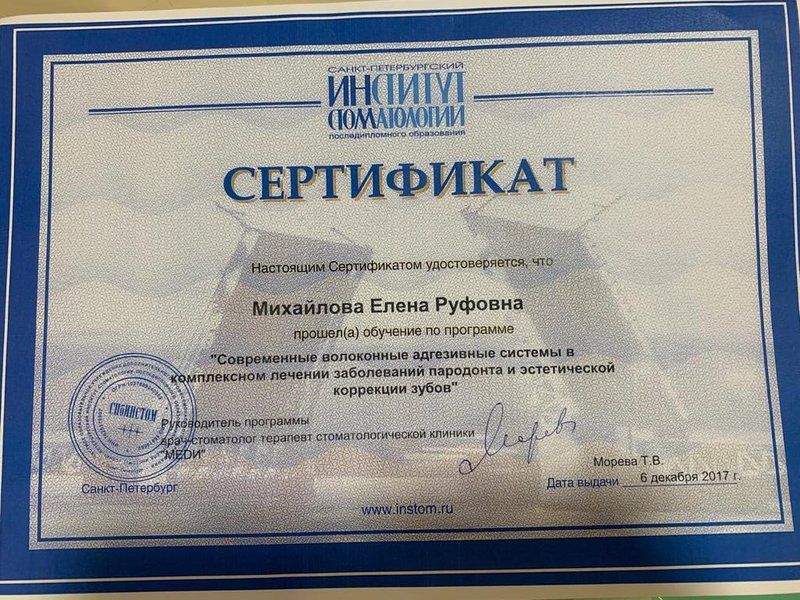 САНКТ-ПЕТЕРБУРГСКИЙ
ИНСТИТУТ
СТОМАТОЛОГИИ
последипломного образования
СЕРТИФИКАТ
Настоящим Сертификатом удостоверяется, что
Михайлова Елена Руфовна
прошел(а) обучение по программе
"Современные волоконные адгезивные системы в
комплексном лечении заболеваний пародонта и эстетической
коррекции зубов"
СПбИНСТОМ
Руководитель программы
врач-стоматолог терапевт стоматологической клиники
"МЕDИ"
Морева Т.В.
Санкт-Петербург
Дата выдачи 6 декабря 2017 г.
www.instom.ru